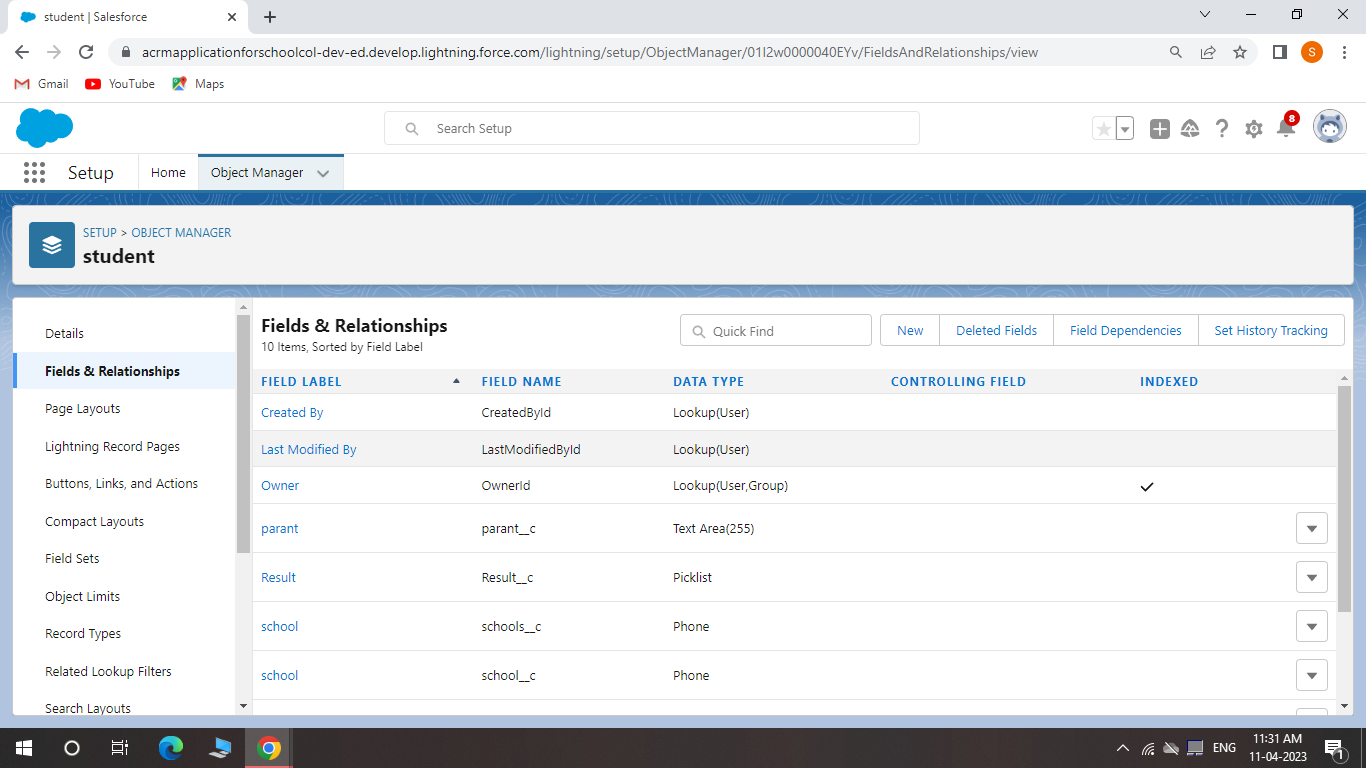 student | Salesforce
acrmapplicationforschoolcol-dev-ed.develop.lightning.force.com/lightning/setup/ObjectManager/01I2w0000040EYv/FieldsAndRelationships/view
S
Gmail YouTube Maps
Search Setup
8
Setup Home Object Manager
SETUP > OBJECT MANAGER
student
Details
Fields & Relationships
Page Layouts
Lightning Record Pages
Buttons, Links, and Actions
Compact Layouts
Field Sets
Object Limits
Record Types
Related Lookup Filters
Search Layouts
Fields & Relationships
10 Items, Sorted by Field Label
Quick Find
New Deleted Fields Field Dependencies Set History Tracking
FIELD LABEL FIELD NAME DATA TYPE CONTROLLING FIELD INDEXED
Created By CreatedById Lookup(User)
Last Modified By LastModifiedById Lookup(User)
Owner OwnerId Lookup(User,Group)
parant parant__c Text Area(255)
Result Result__c Picklist
school schools__c Phone
school school__c Phone
ENG
11:31 AM
11-04-2023
1